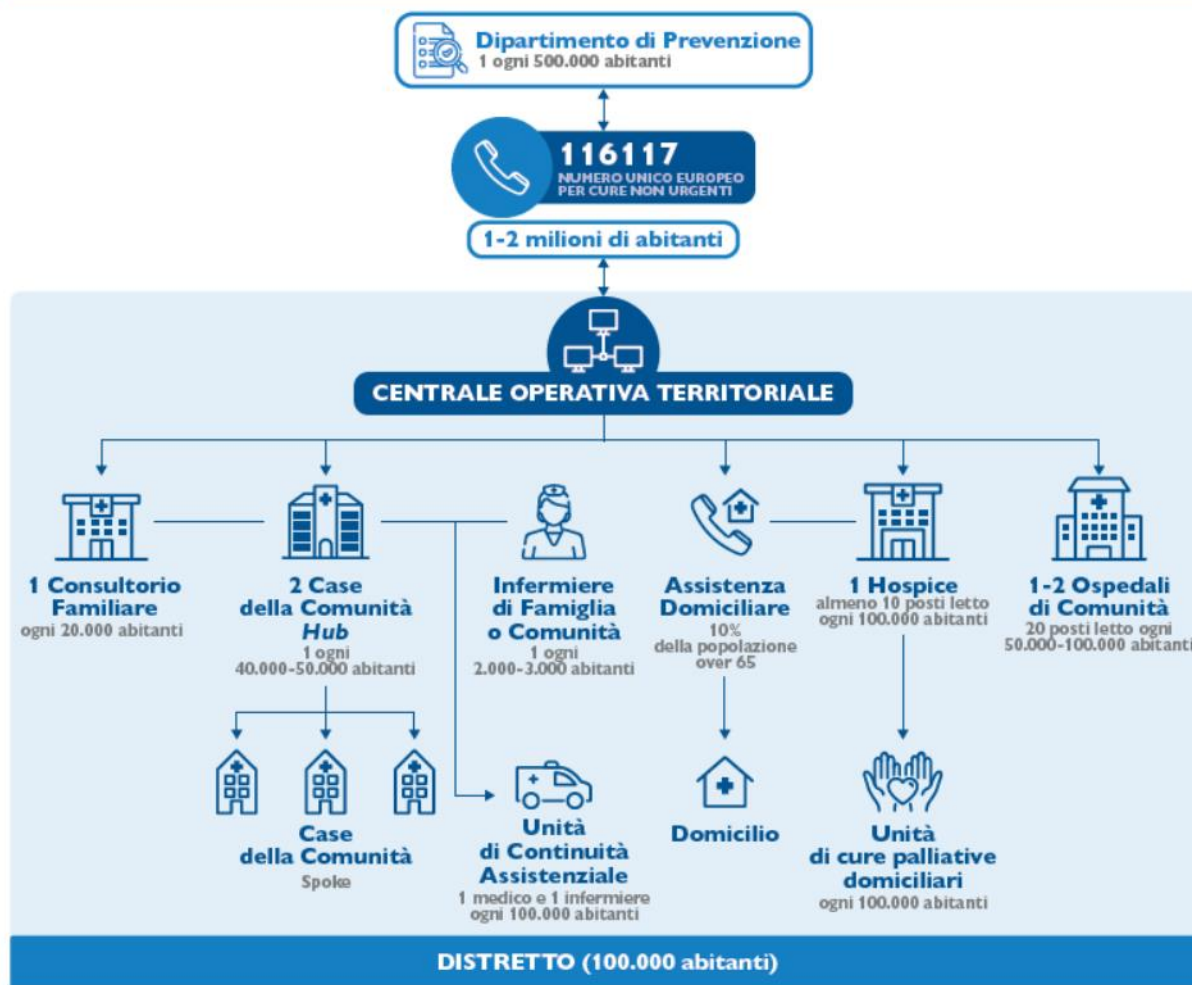 Dipartimento di Prevenzione
1 ogni 500.000 abitanti
116117
NUMERO UNICO EUROPEO
PER CURE NON URGENTI
1-2 milioni di abitanti
CENTRALE OPERATIVA TERRITORIALE
1 Consultorio
Familiare
ogni 20.000 abitanti
2 Case
della Comunità
Hub
1 ogni
40.000-50.000 abitanti
Infermiere
di Famiglia
o Comunità
1 ogni
2.000-3.000 abitanti
Assistenza
Domiciliare
10%
della popolazione
over 65
1 Hospice
almeno 10 posti letto
ogni 100.000 abitanti
1-2 Ospedali
di Comunità
20 posti letto ogni
50.000-100.000 abitanti
Case
della Comunità
Spoke
Unità
di Continuità
Assistenziale
1 medico e 1 infermiere
ogni 100.000 abitanti
Domicilio
Unità
di cure palliative
domiciliari
ogni 100.000 abitanti
DISTRETTO (100.000 abitanti)